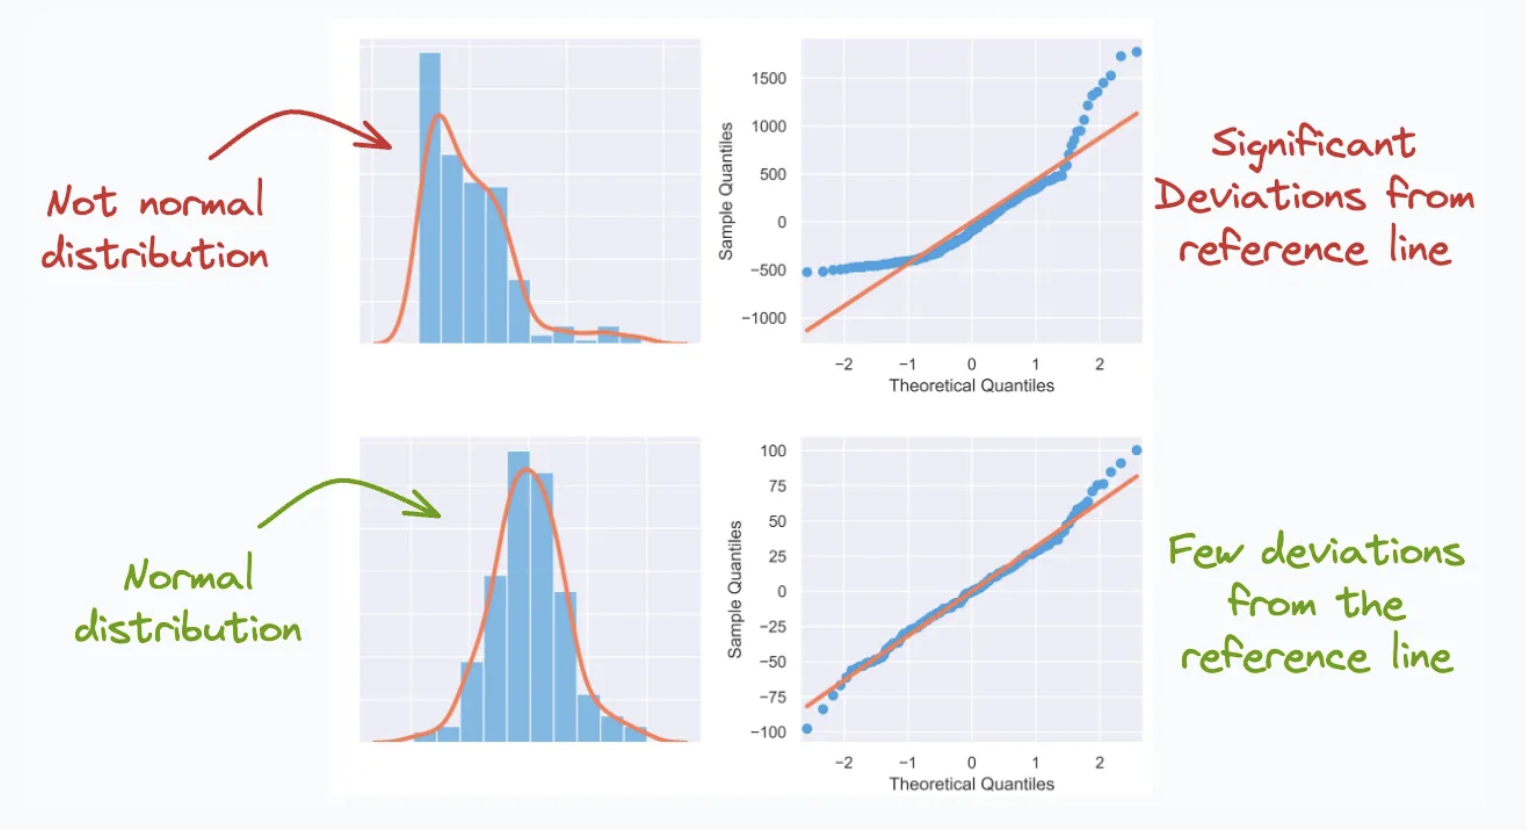 Not normal
distribution
Sample Quantiles
1500
1000
500
0
−500
−1000
−2 −1 0 1 2
Theoretical Quantiles
Significant
Deviations from
reference line
Normal
distribution
Sample Quantiles
100
75
50
25
0
−25
−50
−75
−100
−2 −1 0 1 2
Theoretical Quantiles
Few deviations
from the
reference line